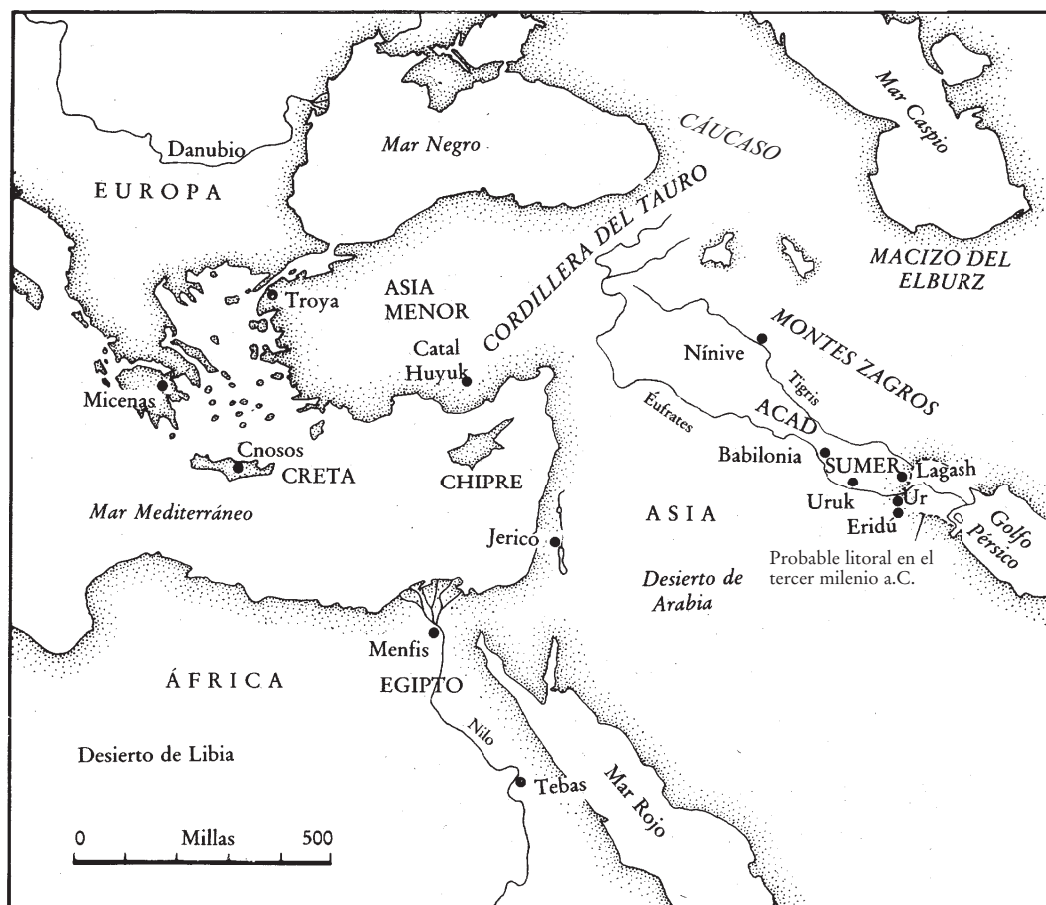 Mar Caspio
CÁUCASO
Danubio
Mar Negro
EUROPA
CORDILLERA DEL TAURO
MACIZO DEL
ELBURZ
ASIA
MENOR
Troya
MONTES ZAGROS
Catal
Huyuk
Nínive
Tigris
Micenas
Éufrates
ACAD
Cnosos
CRETA
CHIPRE
Babilonia
SUMER
Lagash
Uruk
Ur
Eridú
Mar Mediterráneo
ASIA
Golfo
Pérsico
Jericó
Probable litoral en el
tercer milenio a.C.
Desierto de
Arabia
Menfis
ÁFRICA
EGIPTO
Nilo
Desierto de Libia
Tebas
Mar Rojo
0 Millas 500